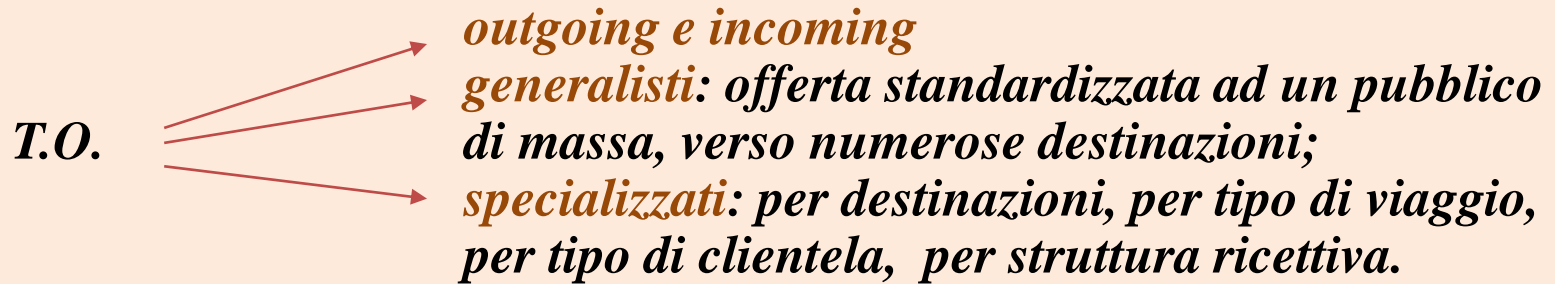 outgoing e incoming
generalisti: offerta standardizzata ad un pubblico
T.O. di massa, verso numerose destinazioni;
specializzati: per destinazioni, per tipo di viaggio,
per tipo di clientela, per struttura ricettiva.